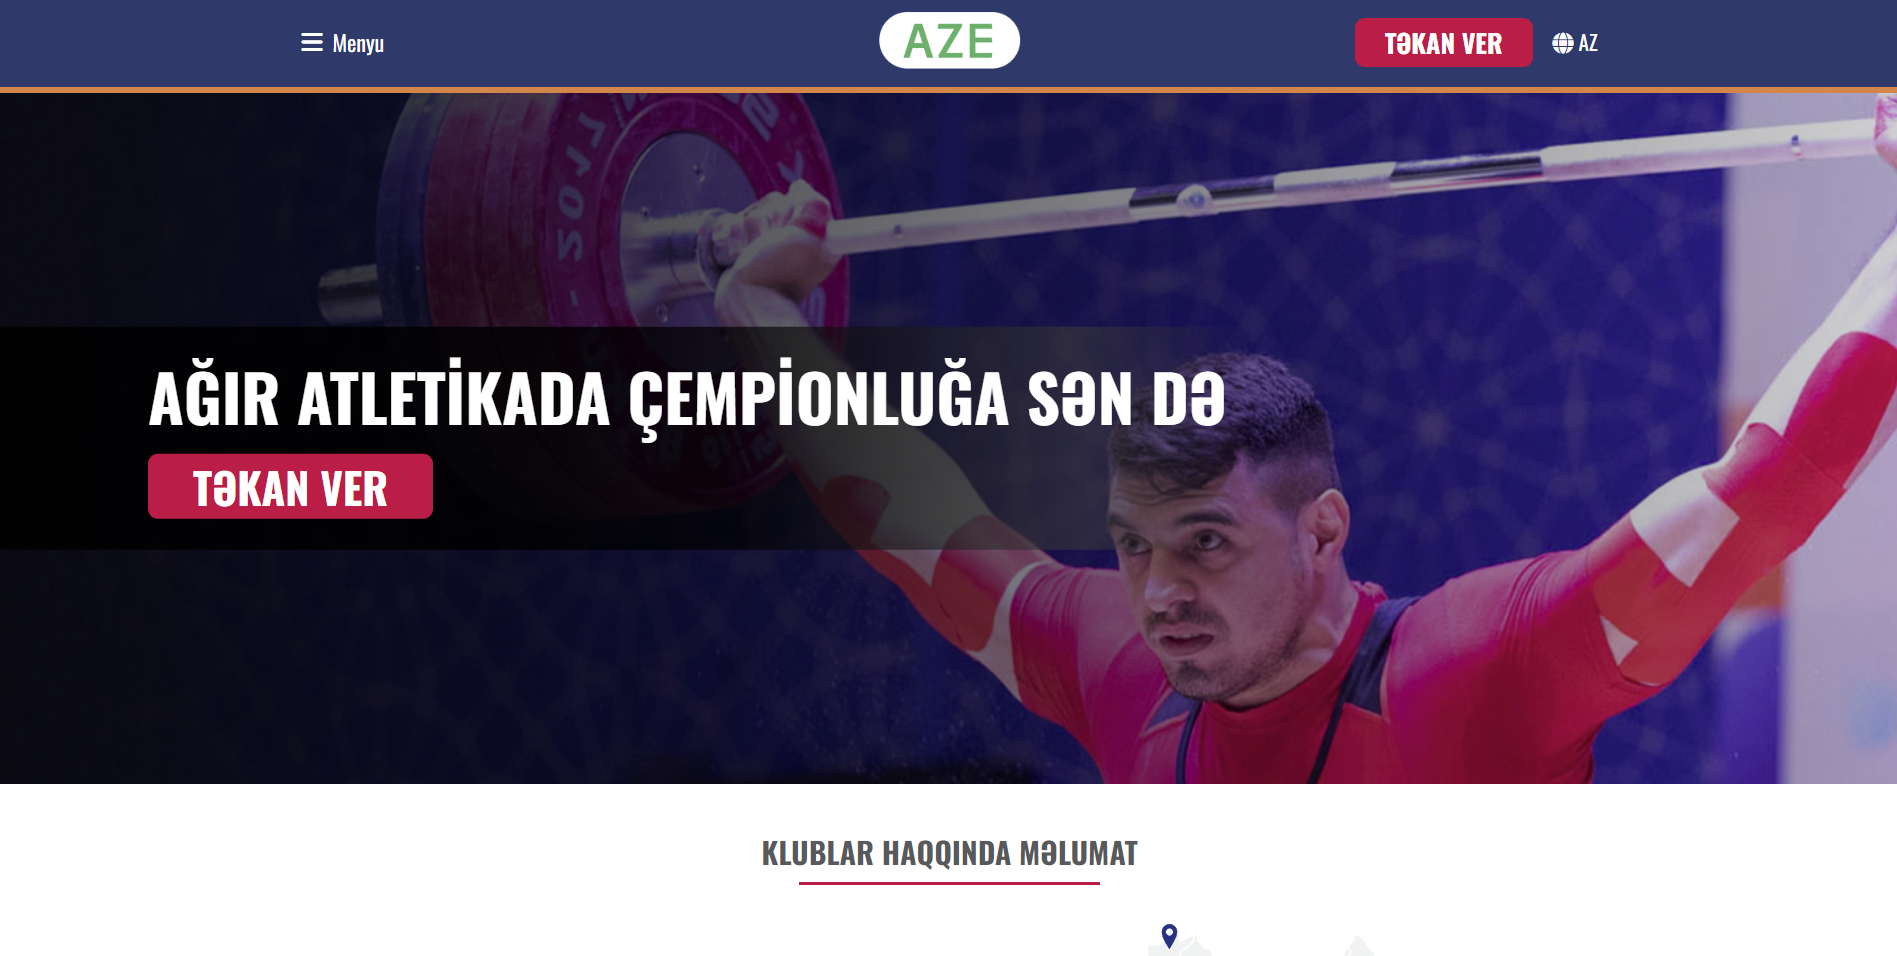 Menyu
AZE
TƏKAN VER
AZ
AĞIR ATLETİKADA ÇEMPİONLUĞA SƏN DƏ
TƏKAN VER
KLUBLAR HAQQINDA MƏLUMAT